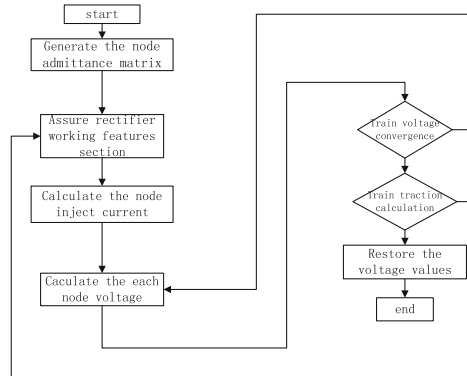 start
Generate the node
admittance matrix
Assure rectifier
working features
section
Calculate the node
inject current
Caculate the each
node voltage
Train voltage
convergence
Train traction
calculation
Restore the
voltage values
end